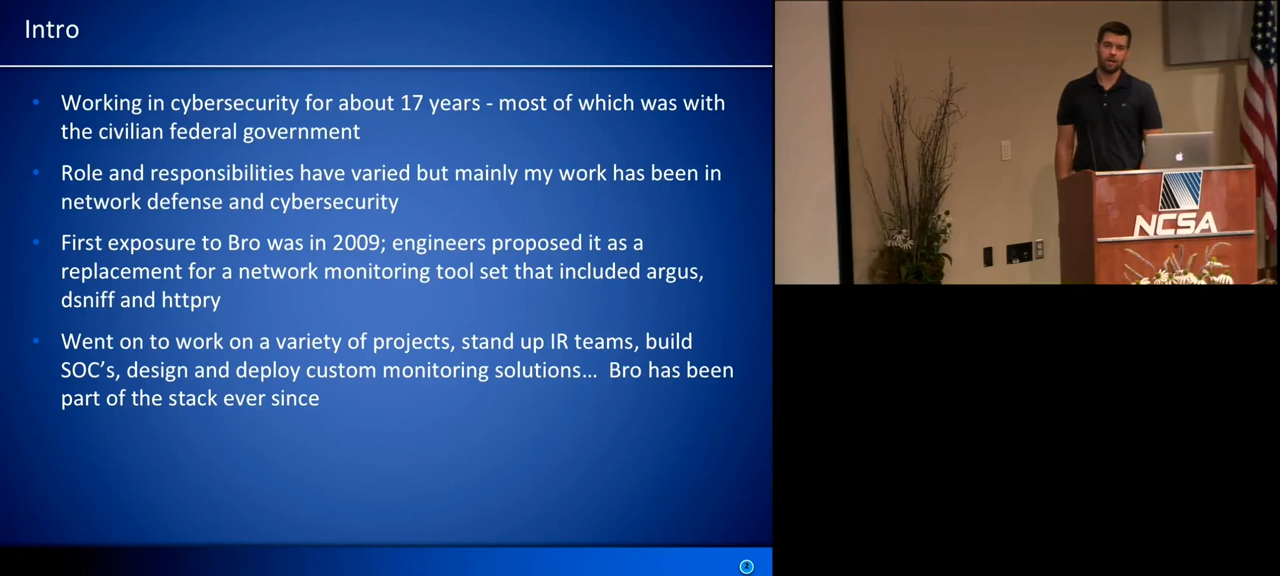 Intro
Working in cybersecurity for about 17 years - most of which was with
the civilian federal government
Role and responsibilities have varied but mainly my work has been in
network defense and cybersecurity
First exposure to Bro was in 2009; engineers proposed it as a
replacement for a network monitoring tool set that included argus,
dsniff and httpry
Went on to work on a variety of projects, stand up IR teams, build
SOC's, design and deploy custom monitoring solutions... Bro has been
part of the stack ever since
2
NCSA